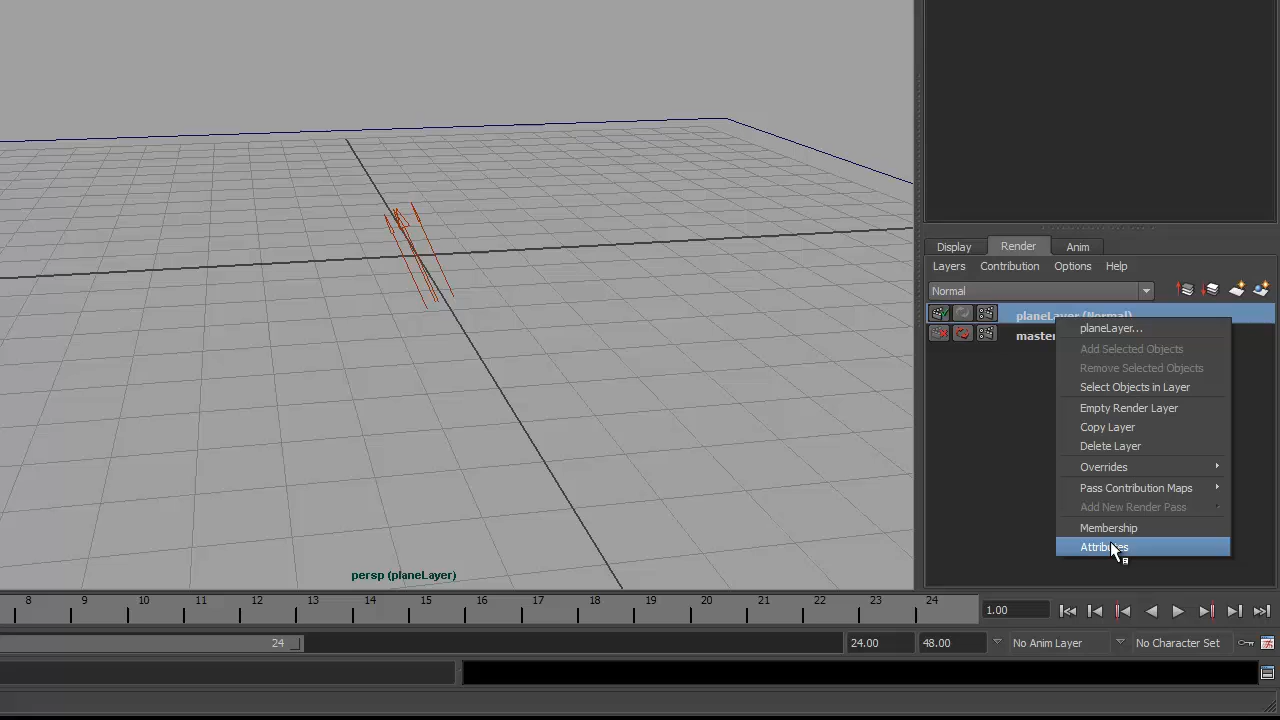 Display Render Anim
Layers Contribution Options Help
Normal
planeLayer (Normal)
master
planeLayer...
Add Selected Objects
Remove Selected Objects
Select Objects in Layer
Empty Render Layer
Copy Layer
Delete Layer
Overrides
Pass Contribution Maps
Add New Render Pass
Membership
Attributes
persp (planeLayer)
8 9 10 11 12 13 14 15 16 17 18 19 20 21 22 23 24
1.00
24
24.00 48.00 No Anim Layer No Character Set